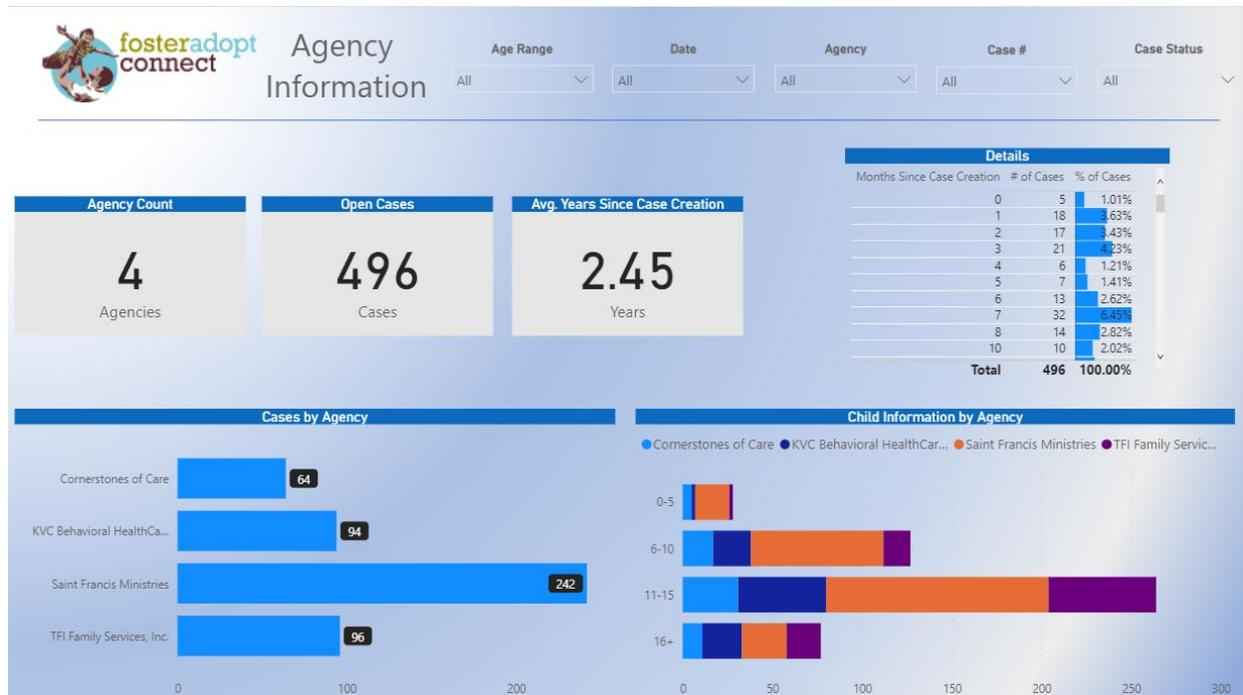 fosteradopt
connect
Agency
Information
Age Range
Date
Agency
Case #
Case Status
All
All
All
All
All
Details
Months Since Case Creation # of Cases % of Cases
0 5 1.01%
1 18 3.63%
2 17 3.43%
3 21 4.23%
4 6 1.21%
5 7 1.41%
6 13 2.62%
7 32 6.45%
8 14 2.82%
10 10 2.02%
Total 496 100.00%
Agency Count
4
Agencies
Open Cases
496
Cases
Avg. Years Since Case Creation
2.45
Years
Cases by Agency
Cornerstones of Care 64
KVC Behavioral HealthCa... 94
Saint Francis Ministries 242
TFI Family Services, Inc. 96
0 100 200
Child Information by Agency
Cornerstones of Care KVC Behavioral HealthCar... Saint Francis Ministries TFI Family Servic...
0-5
6-10
11-15
16+
0 50 100 150 200 250 300